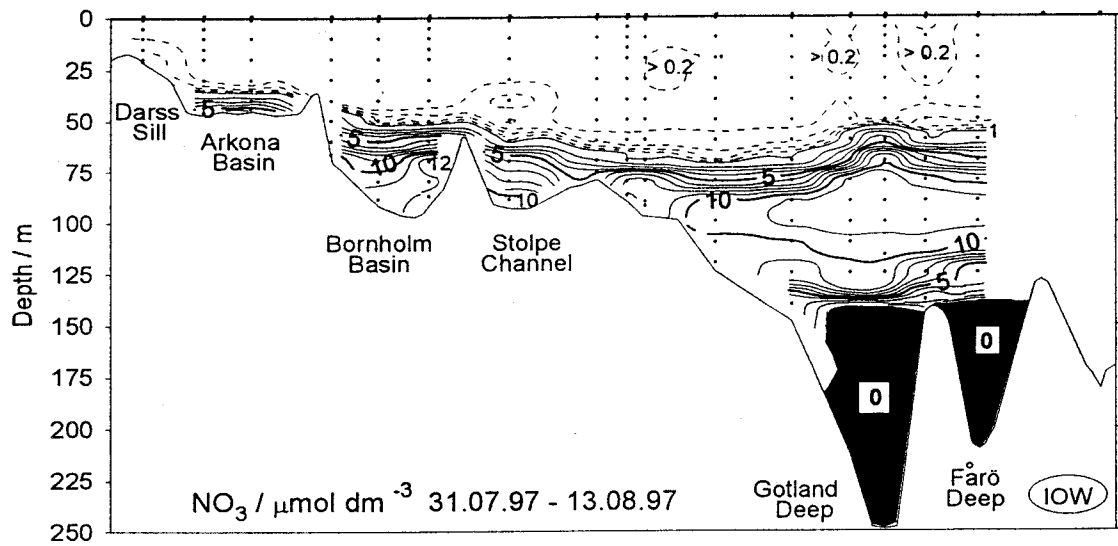 0
25
50
75
100
125
150
175
200
225
250
Depth / m
> 0.2
> 0.2
> 0.2
Darss
Sill
5
Arkona
Basin
5
10
12
Bornholm
Basin
5
10
Stolpe
Channel
5
10
1
10
5
0
0
Gotland
Deep
Fårö
Deep
IOW
NO3 / μmol dm -3 31.07.97 - 13.08.97